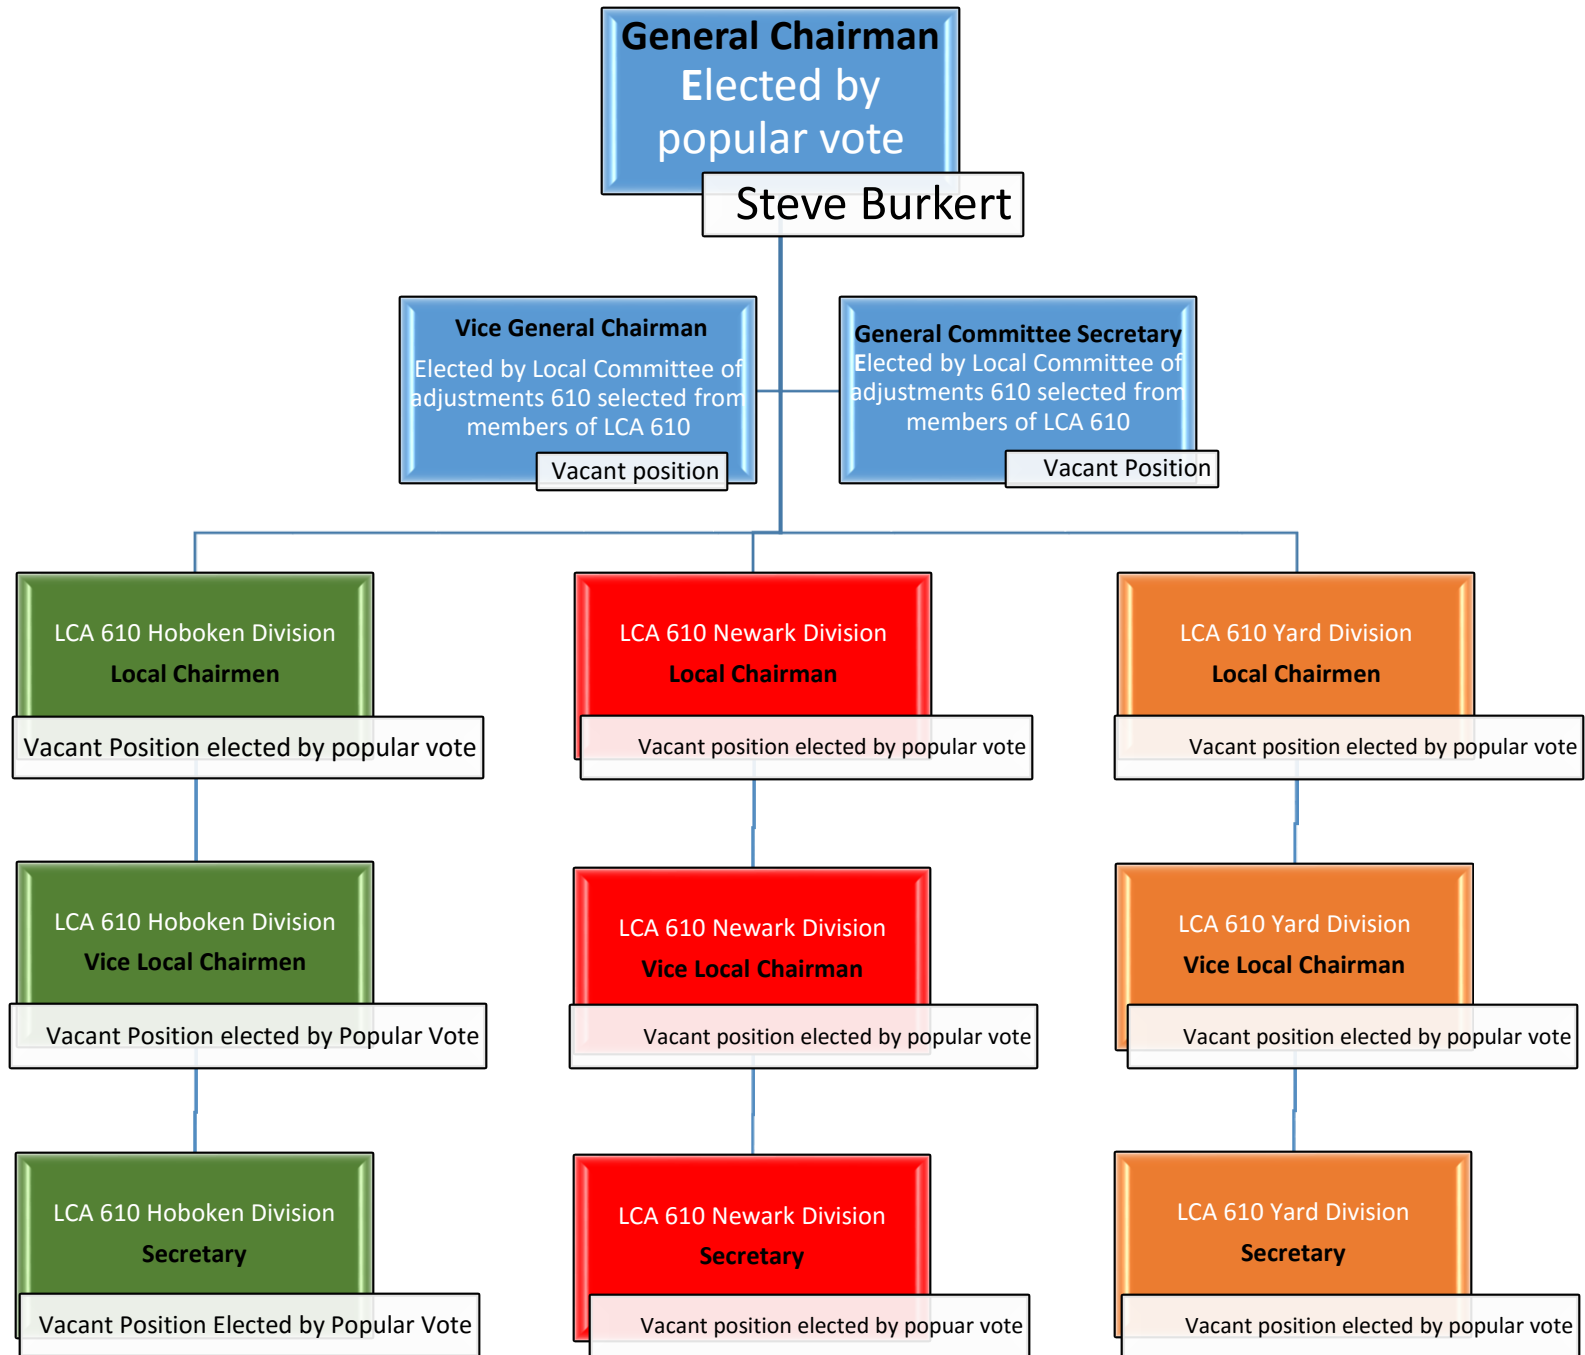 General Chairman
Elected by
popular vote
Steve Burkert
Vice General Chairman
Elected by Local Committee of
adjustments 610 selected from
members of LCA 610
Vacant position
General Committee Secretary
Elected by Local Committee of
adjustments 610 selected from
members of LCA 610
Vacant Position
LCA 610 Hoboken Division
Local Chairmen
Vacant Position elected by popular vote
LCA 610 Newark Division
Local Chairman
Vacant position elected by popular vote
LCA 610 Yard Division
Local Chairmen
Vacant position elected by popular vote
LCA 610 Hoboken Division
Vice Local Chairmen
Vacant Position elected by Popular Vote
LCA 610 Newark Division
Vice Local Chairman
Vacant position elected by popular vote
LCA 610 Yard Division
Vice Local Chairman
Vacant position elected by popular vote
LCA 610 Hoboken Division
Secretary
Vacant Position Elected by Popular Vote
LCA 610 Newark Division
Secretary
Vacant position elected by popuar vote
LCA 610 Yard Division
Secretary
Vacant position elected by popular vote